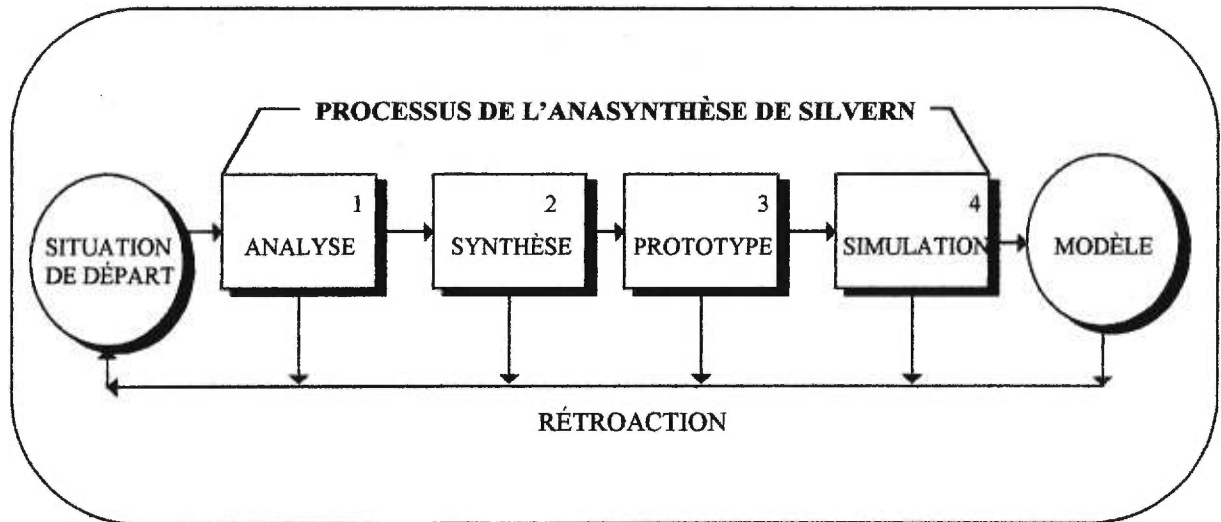 PROCESSUS DE L'ANASYNTHÈSE DE SILVERN
SITUATION
DE DÉPART
1
ANALYSE
2
SYNTHÈSE
3
PROTOTYPE
4
SIMULATION
MODÈLE
RÉTROACTION